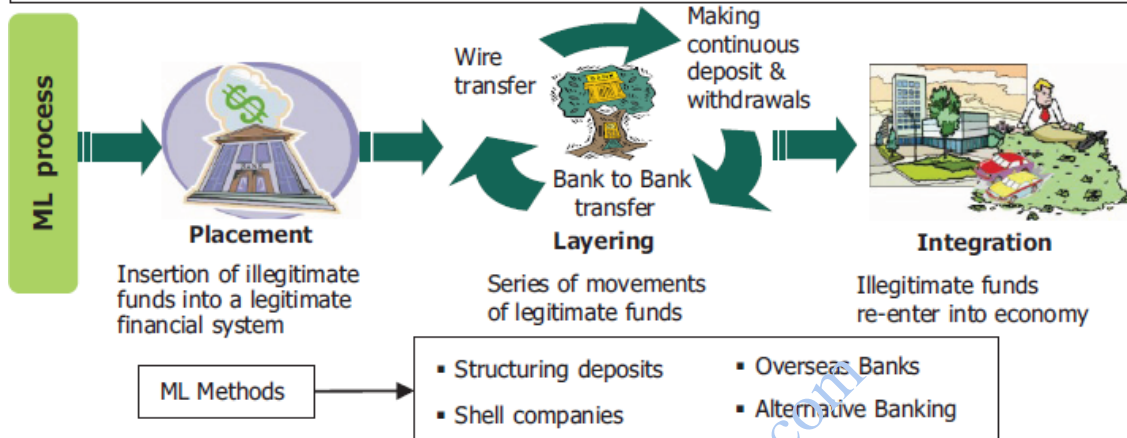 ML process
Wire
transfer
Making
continuous
deposit &
withdrawals
BANK
Bank to Bank
transfer
Placement
Insertion of illegitimate
funds into a legitimate
financial system
Layering
Series of movements
of legitimate funds
Integration
Illegitimate funds
re-enter into economy
ML Methods
▪ Structuring deposits
▪ Shell companies
▪ Overseas Banks
▪ Alternative Banking
.com